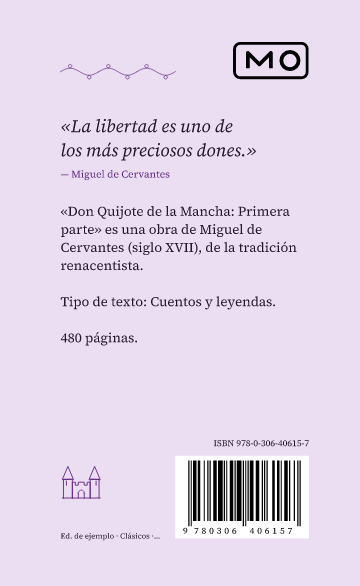 MO
«La libertad es uno de
los más preciosos dones.»
— Miguel de Cervantes
«Don Quijote de la Mancha: Primera
parte» es una obra de Miguel de
Cervantes (siglo XVII), de la tradición
renacentista.
Tipo de texto: Cuentos y leyendas.
480 páginas.
ISBN 978-0-306-40615-7
9 780306 406157
Ed. de ejemplo · Clásicos ·...